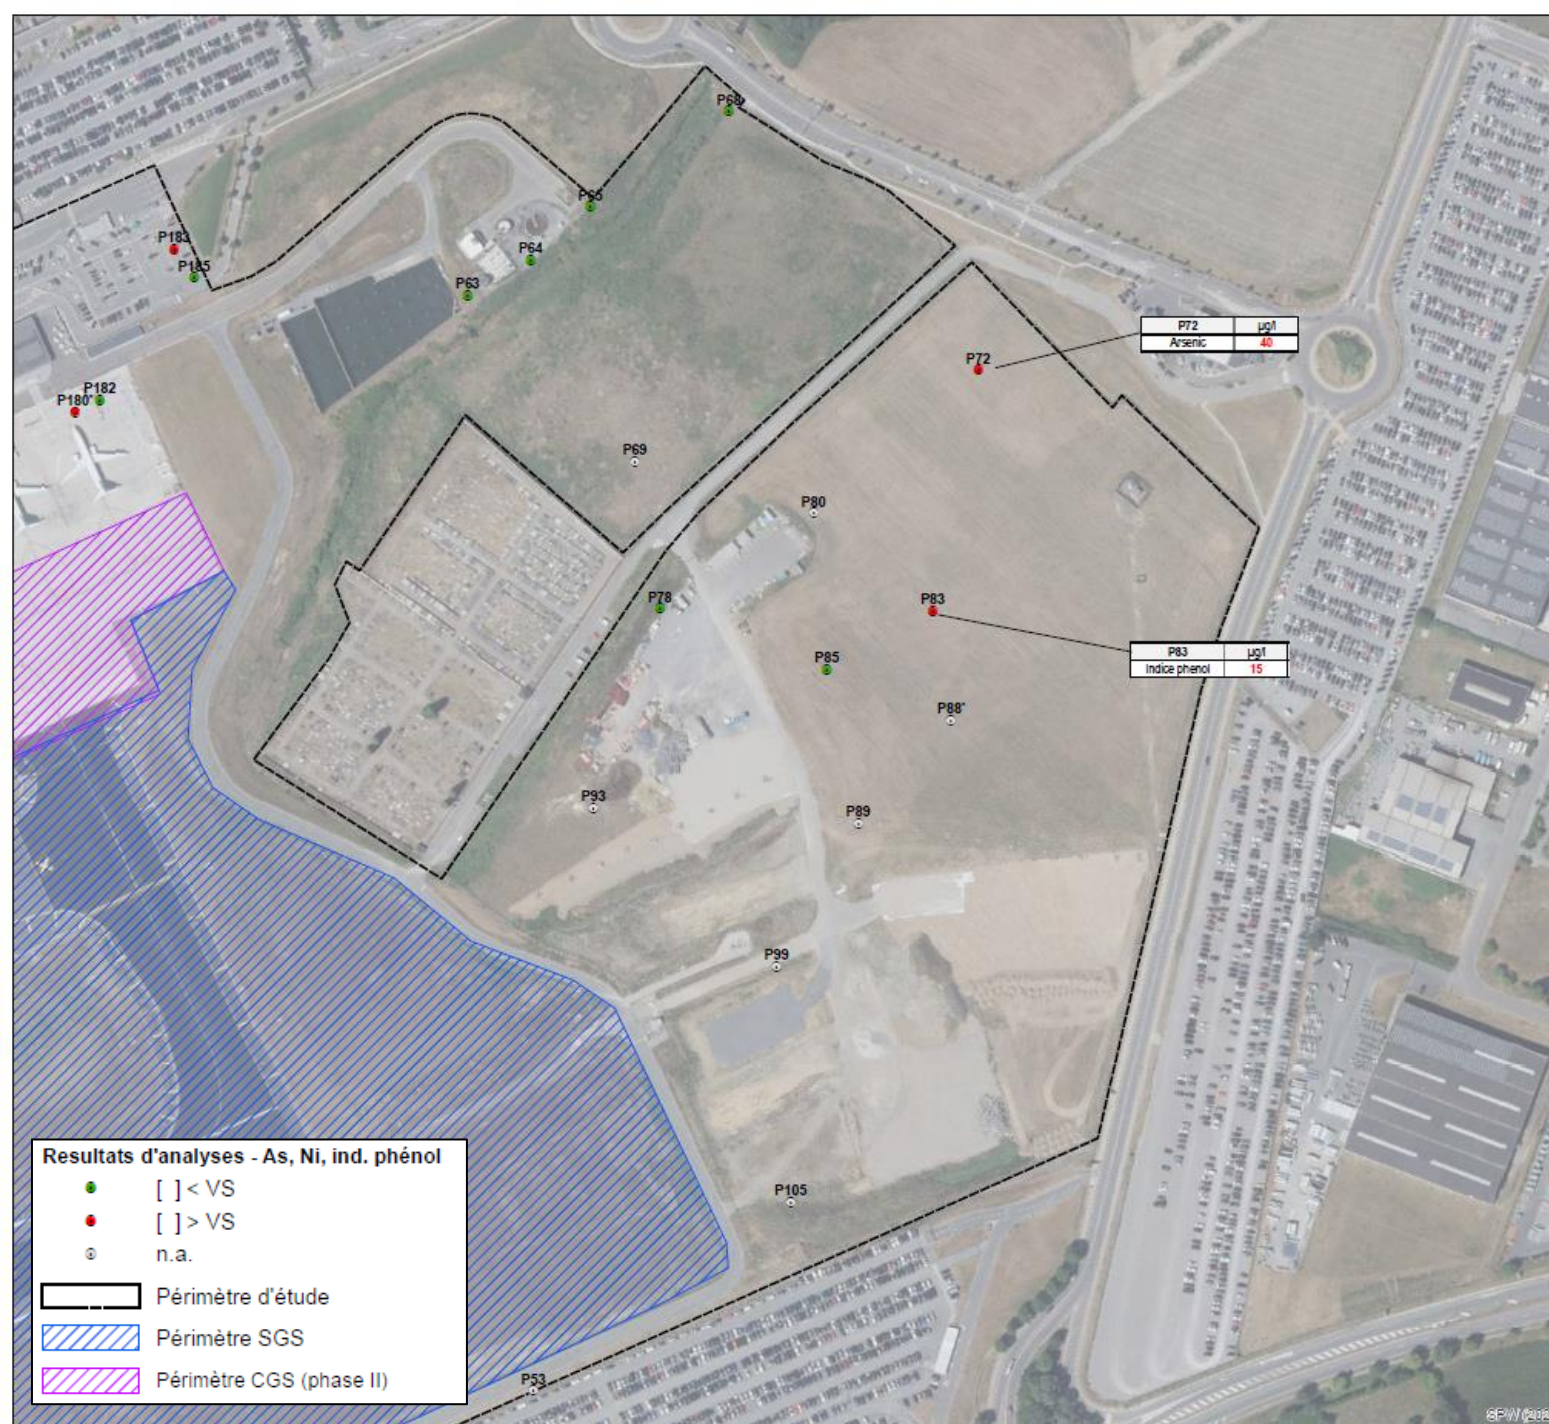 P68
P65
P183
P64
P185
P63
P72 µg/l
Arsenic 40
P72
P182
P180*
P69
P80
P78
P83
P83 µg/l
Indice phenol 15
P85
P88*
P93
P89
P99
Resultats d'analyses - As, Ni, ind. phénol
[ ] < VS
[ ] > VS
n.a.
Périmètre d'étude
Périmètre SGS
Périmètre CGS (phase II)
P105
P53